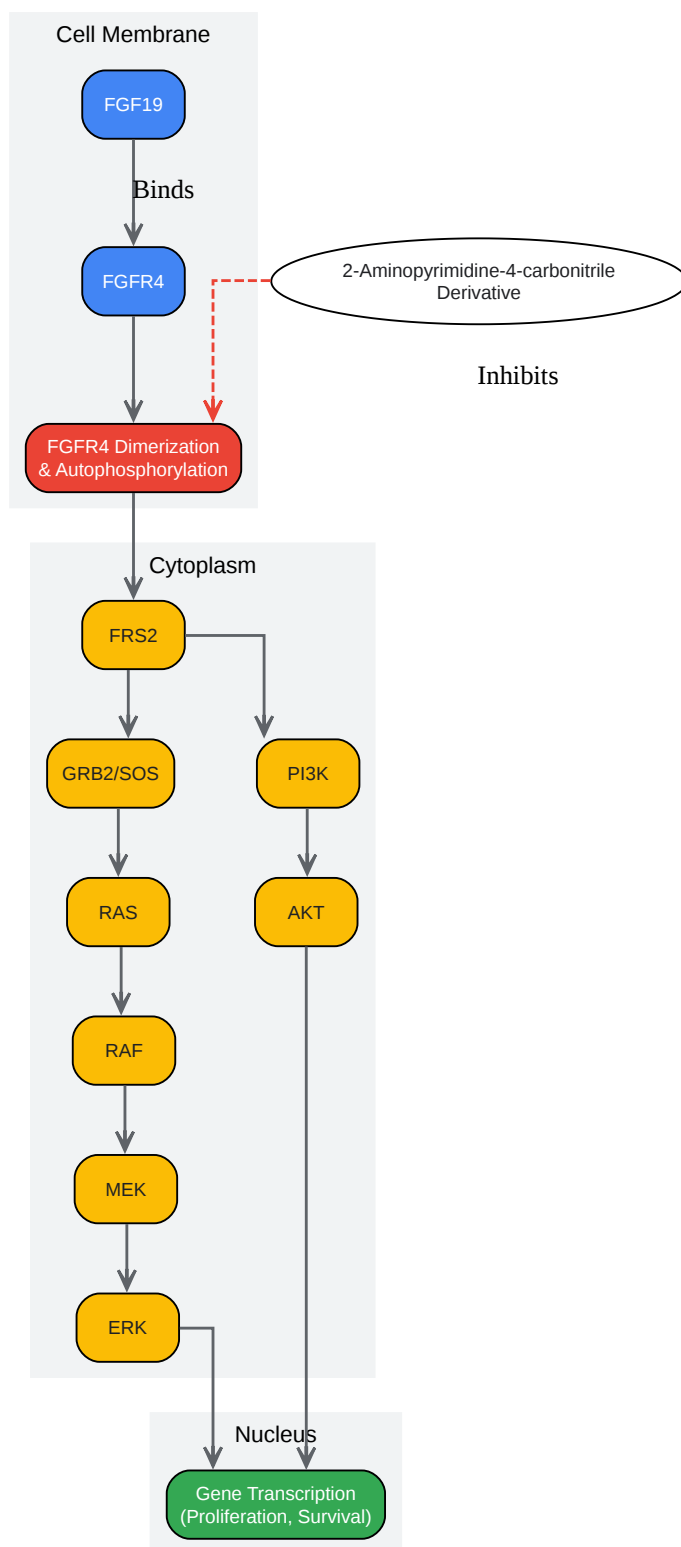 Cell Membrane
FGF19
Binds
FGFR4
2-Aminopyrimidine-4-carbonitrile
Derivative
Inhibits
FGFR4 Dimerization
& Autophosphorylation
Cytoplasm
FRS2
GRB2/SOS
PI3K
RAS
AKT
RAF
MEK
ERK
Nucleus
Gene Transcription
(Proliferation, Survival)